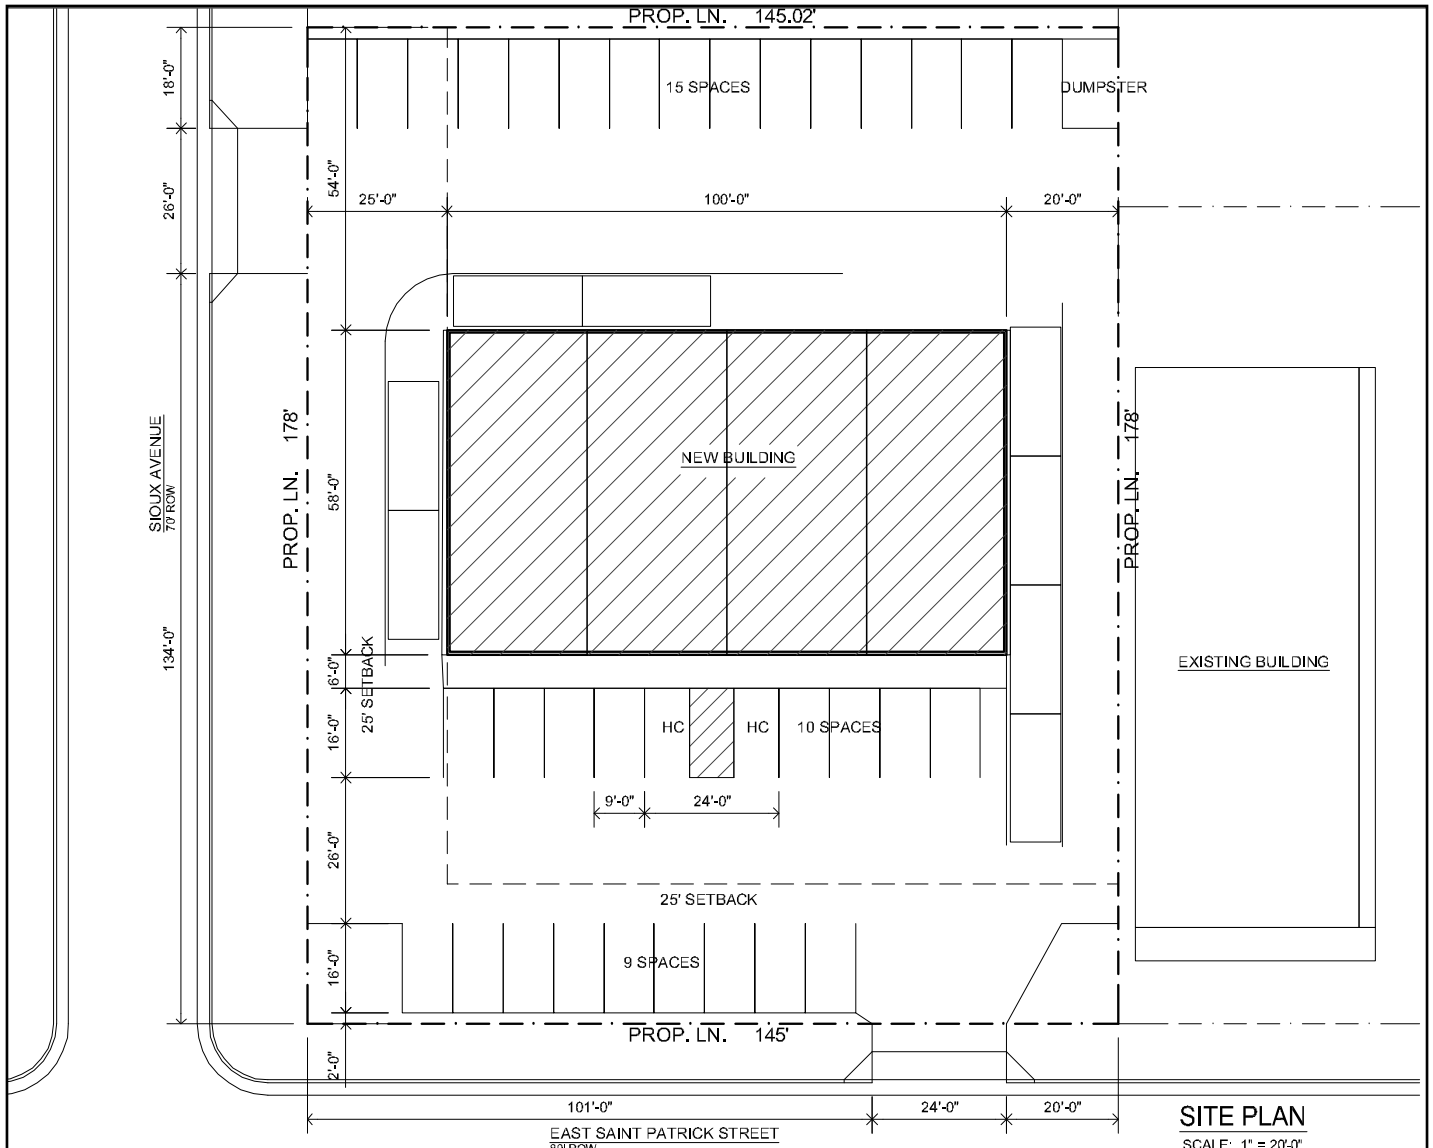 PROP. LN. 145.02'
18'-0"
15 SPACES
DUMPSTER
54'-0"
26'-0"
25'-0"
100'-0"
20'-0"
SIOUX AVENUE
70' ROW
PROP. LN. 178'
58'-0"
NEW BUILDING
PROP. LN. 178'
134'-0"
6'-0"
25' SETBACK
EXISTING BUILDING
16'-0"
HC
HC
10 SPACES
9'-0"
24'-0"
26'-0"
25' SETBACK
16'-0"
9 SPACES
PROP. LN. 145'
2'-0"
101'-0"
24'-0"
20'-0"
EAST SAINT PATRICK STREET
80' ROW
SITE PLAN
SCALE: 1" = 20'-0"